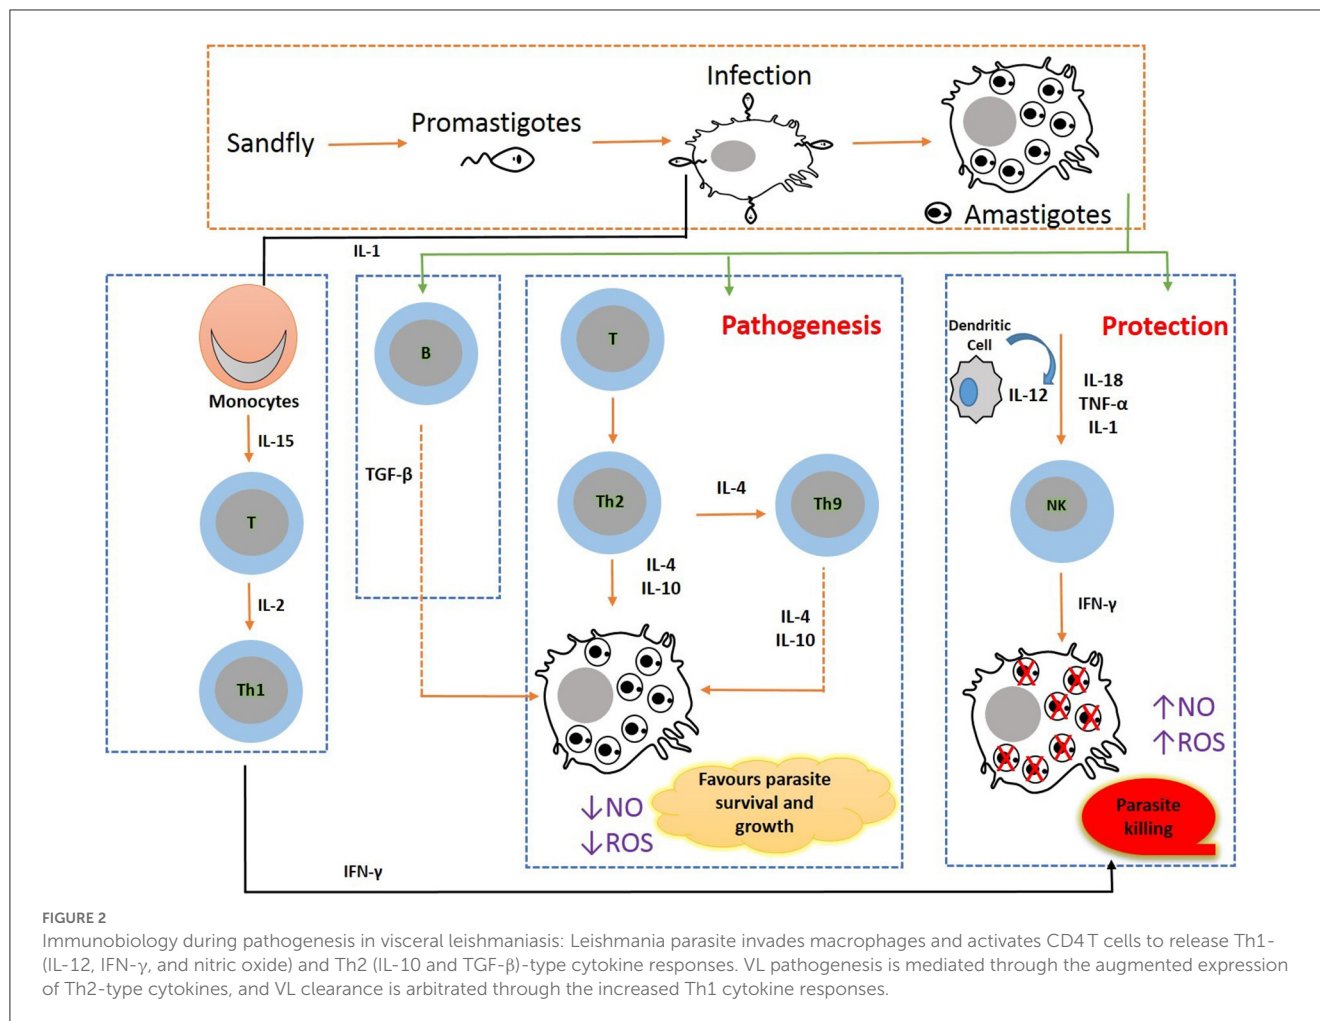 Infection
Sandfly
Promastigotes
Amastigotes
IL-1
Monocytes
IL-15
T
IL-2
Th1
B
TGF-β
Pathogenesis
T
Th2
IL-4
Th9
IL-4
IL-10
IL-4
IL-10
↓NO
↓ROS
Favours parasite
survival and
growth
Protection
Dendritic
Cell
IL-12
IL-18
TNF-α
IL-1
NK
IFN-γ
↑NO
↑ROS
Parasite
killing
IFN-γ
FIGURE 2
Immunobiology during pathogenesis in visceral leishmaniasis: Leishmania parasite invades macrophages and activates CD4 T cells to release Th1-
(IL-12, IFN-γ, and nitric oxide) and Th2 (IL-10 and TGF-β)-type cytokine responses. VL pathogenesis is mediated through the augmented expression
of Th2-type cytokines, and VL clearance is arbitrated through the increased Th1 cytokine responses.